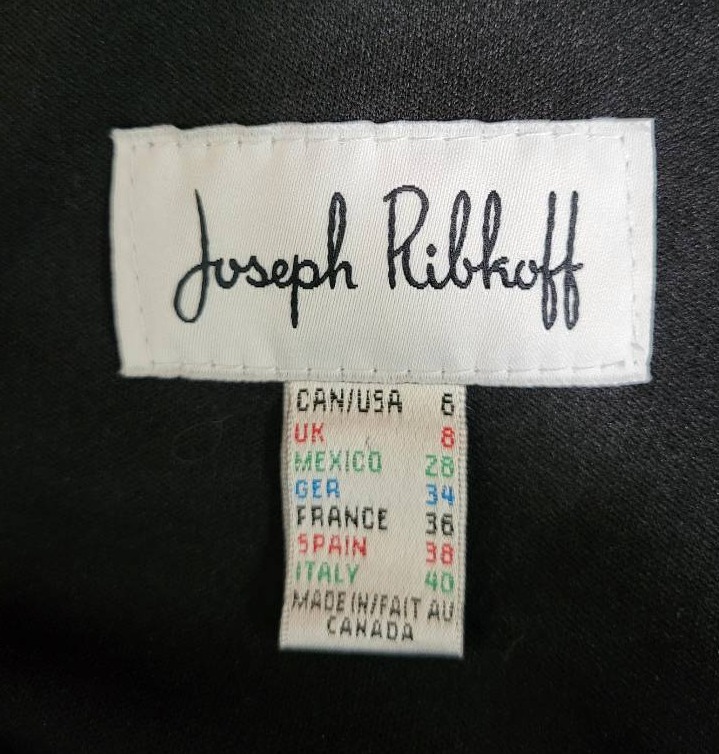 Joseph Ribkoff
CAN/USA 6
UK 8
MEXICO 28
GER 34
FRANCE 36
SPAIN 38
ITALY 40
MADE IN/FAIT AU
CANADA